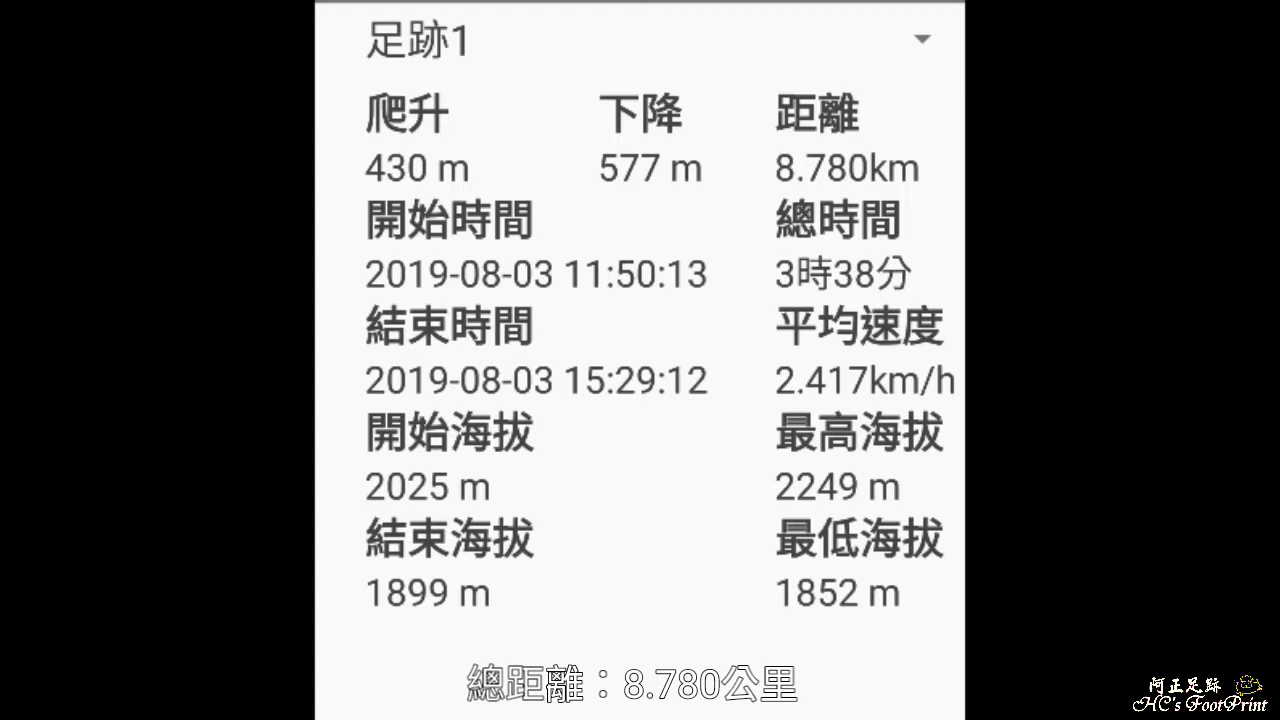 足跡1
爬升 下降 距離
430 m 577 m 8.780km
開始時間 總時間
2019-08-03 11:50:13 3時38分
結束時間 平均速度
2019-08-03 15:29:12 2.417km/h
開始海拔 最高海拔
2025 m 2249 m
結束海拔 最低海拔
1899 m 1852 m
總距離：8.780公里
阿正足跡
HC's FootPrint